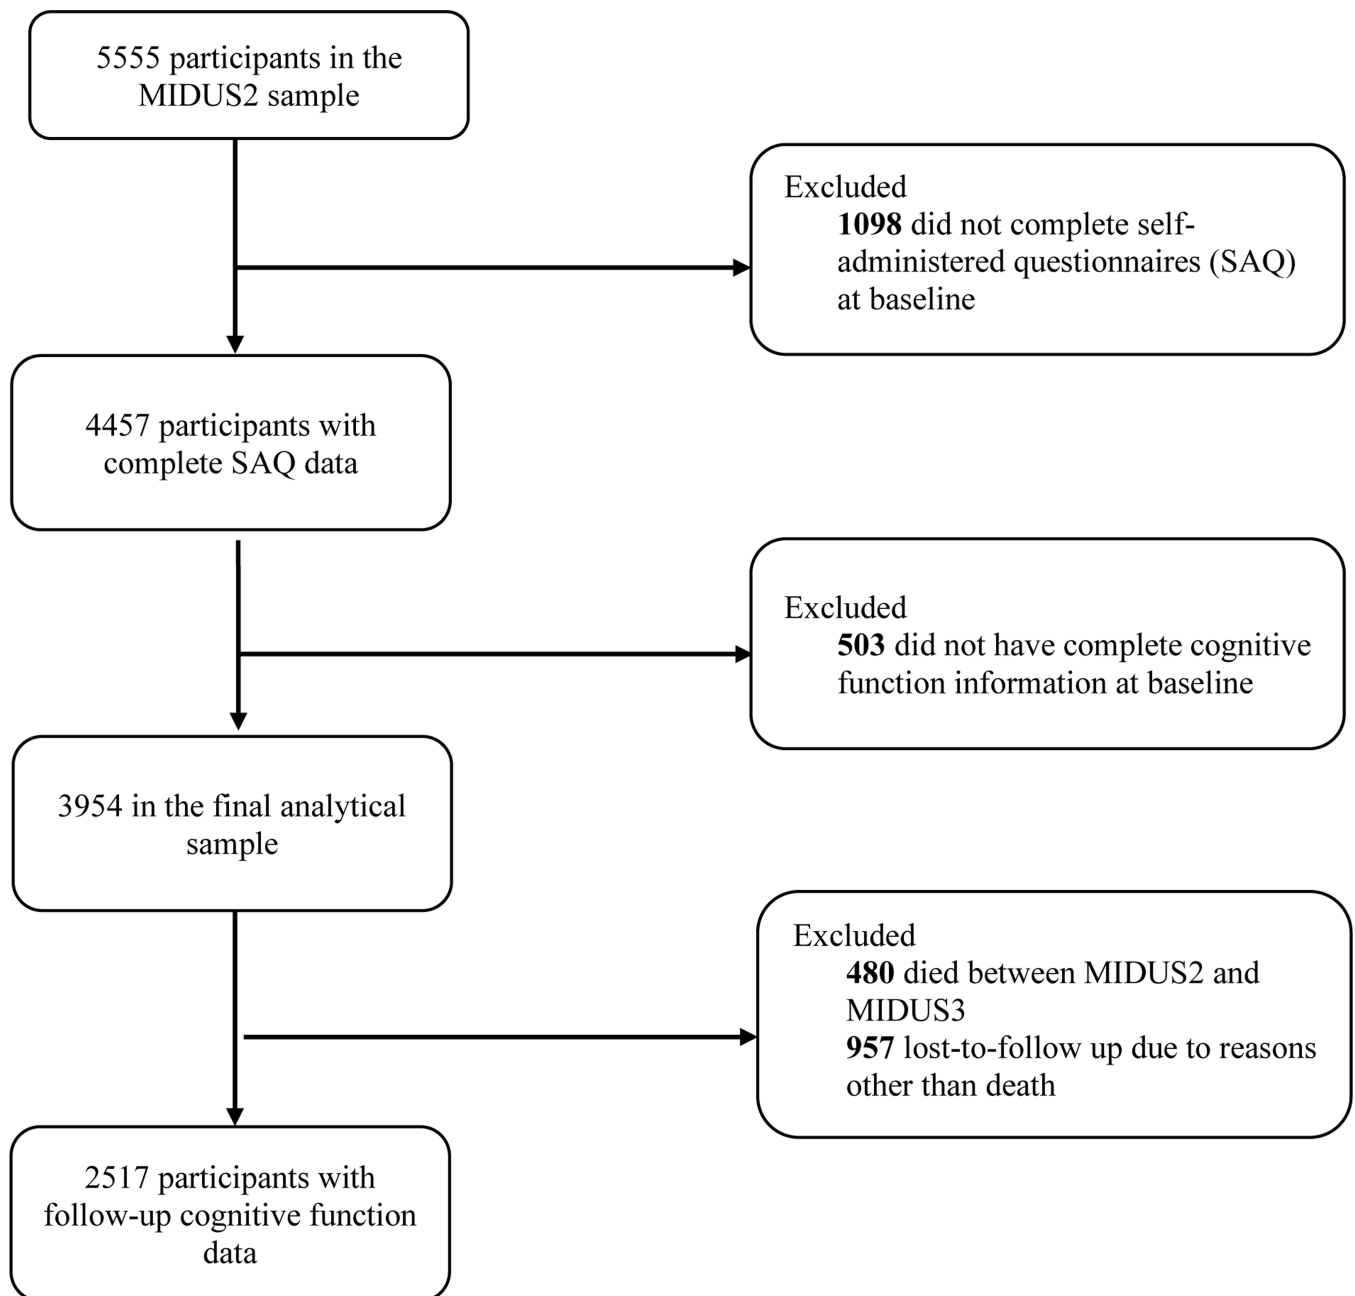 5555 participants in the
MIDUS2 sample
Excluded
1098 did not complete self-
administered questionnaires (SAQ)
at baseline
4457 participants with
complete SAQ data
Excluded
503 did not have complete cognitive
function information at baseline
3954 in the final analytical
sample
Excluded
480 died between MIDUS2 and
MIDUS3
957 lost-to-follow up due to reasons
other than death
2517 participants with
follow-up cognitive function
data